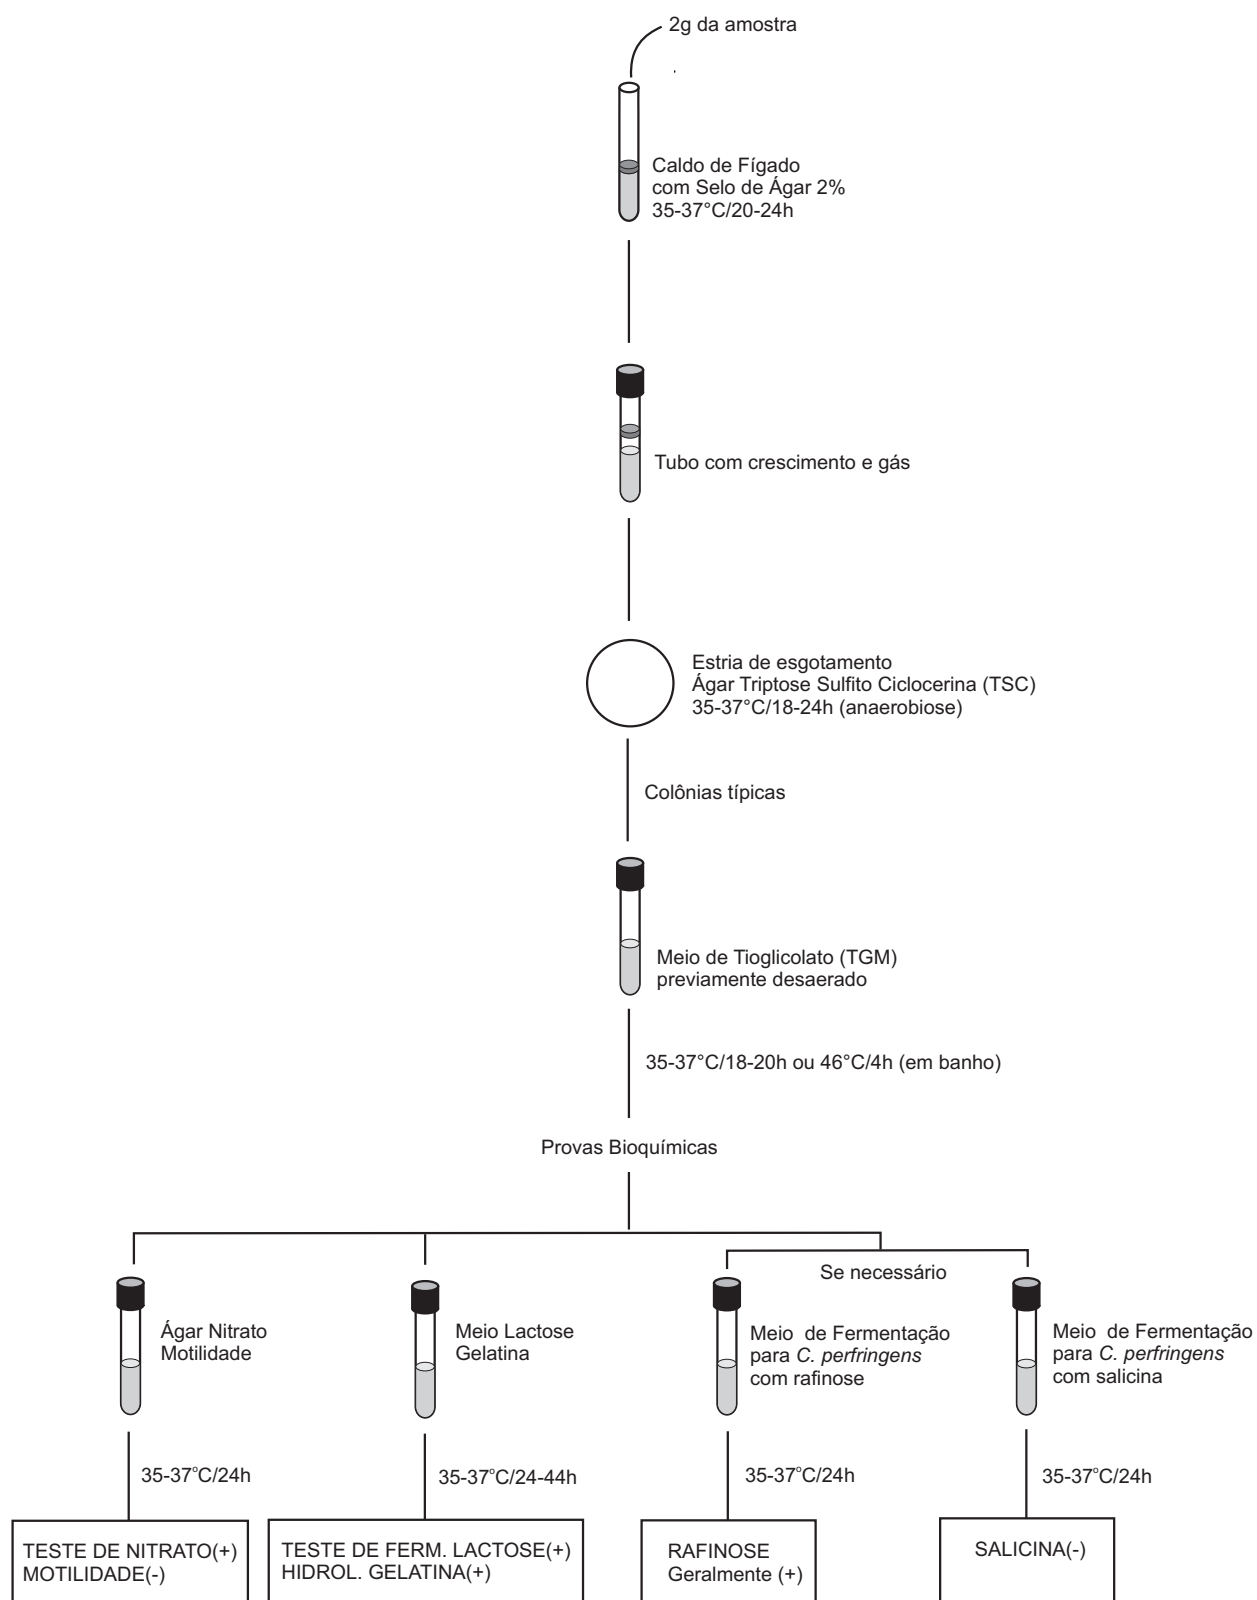 2g da amostra
Caldo de Fígado
com Selo de Ágar 2%
35-37°C/20-24h
Tubo com crescimento e gás
Estria de esgotamento
Ágar Triptose Sulfito Ciclocerina (TSC)
35-37°C/18-24h (anaerobiose)
Colônias típicas
Meio de Tioglicolato (TGM)
previamente desaerado
35-37°C/18-20h ou 46°C/4h (em banho)
Provas Bioquímicas
Se necessário
Ágar Nitrato
Motilidade
Meio Lactose
Gelatina
Meio de Fermentação
para C. perfringens
com rafinose
Meio de Fermentação
para C. perfringens
com salicina
35-37°C/24h
35-37°C/24-44h
35-37°C/24h
35-37°C/24h
TESTE DE NITRATO(+)
MOTILIDADE(-)
TESTE DE FERM. LACTOSE(+)
HIDROL. GELATINA(+)
RAFINOSE
Geralmente (+)
SALICINA(-)